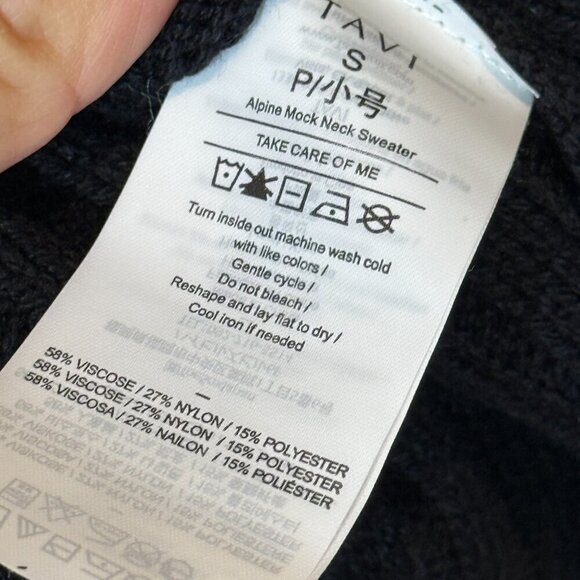 TAVI
S
P/小号
Alpine Mock Neck Sweater
TAKE CARE OF ME
Turn inside out machine wash cold
with like colors /
Gentle cycle /
Do not bleach /
Reshape and lay flat to dry /
Cool iron if needed
–
58% VISCOSE / 27% NYLON / 15% POLYESTER
58% VISCOSE / 27% NYLON / 15% POLYESTER
58% VISCOSA / 27% NAILON / 15% POLIÉSTER